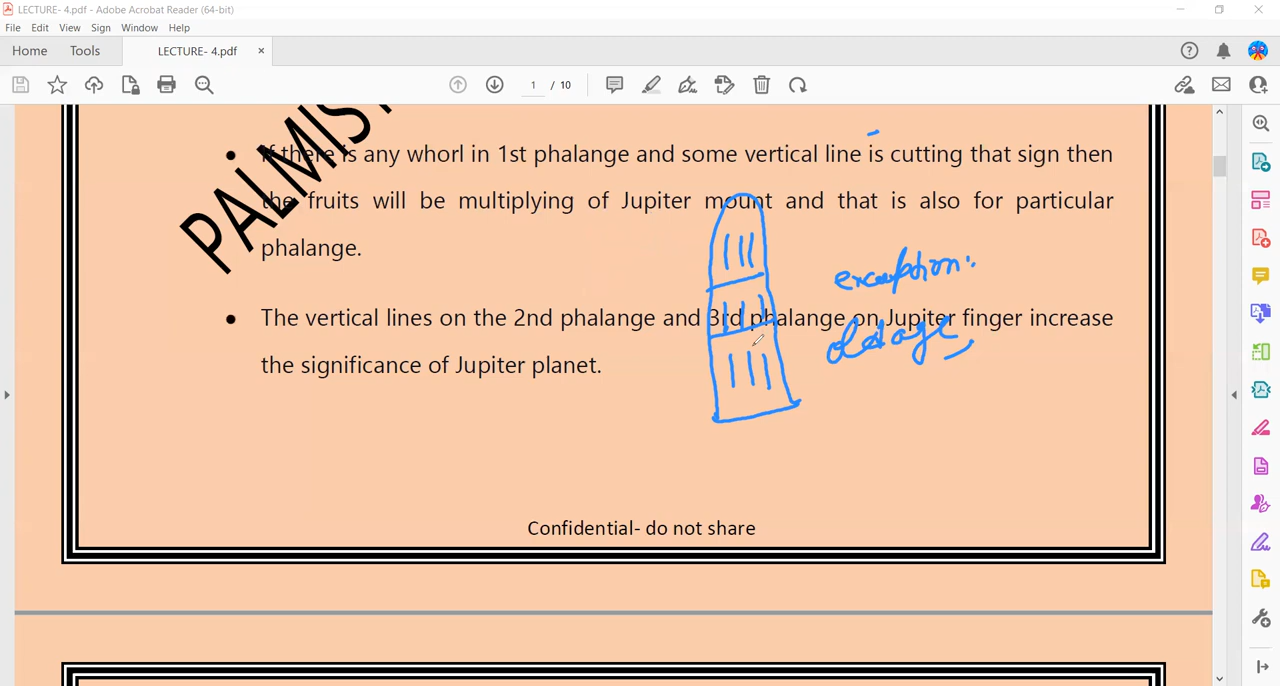 LECTURE- 4.pdf - Adobe Acrobat Reader (64-bit)
File Edit View Sign Window Help
Home Tools LECTURE- 4.pdf ×
1 / 10
PALMIST
If there is any whorl in 1st phalange and some vertical line is cutting that sign then
the fruits will be multiplying of Jupiter mount and that is also for particular
phalange.
exception:
The vertical lines on the 2nd phalange and 3rd phalange on Jupiter finger increase
oldage,
the significance of Jupiter planet.
Confidential- do not share